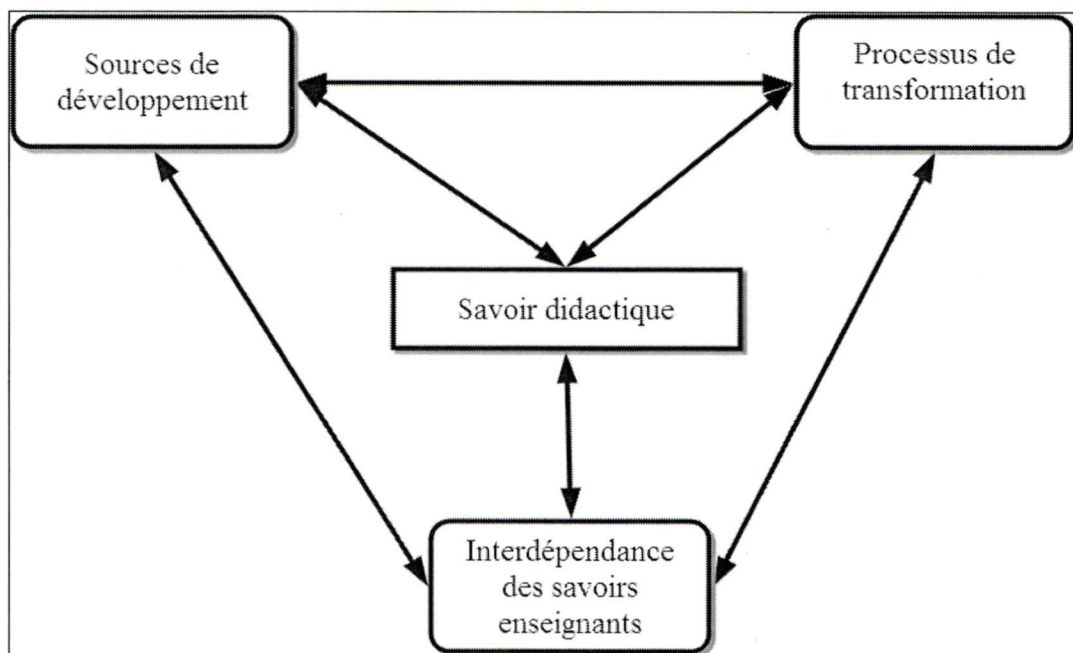 Sources de
développement
Processus de
transformation
Savoir didactique
Interdépendance
des savoirs
enseignants